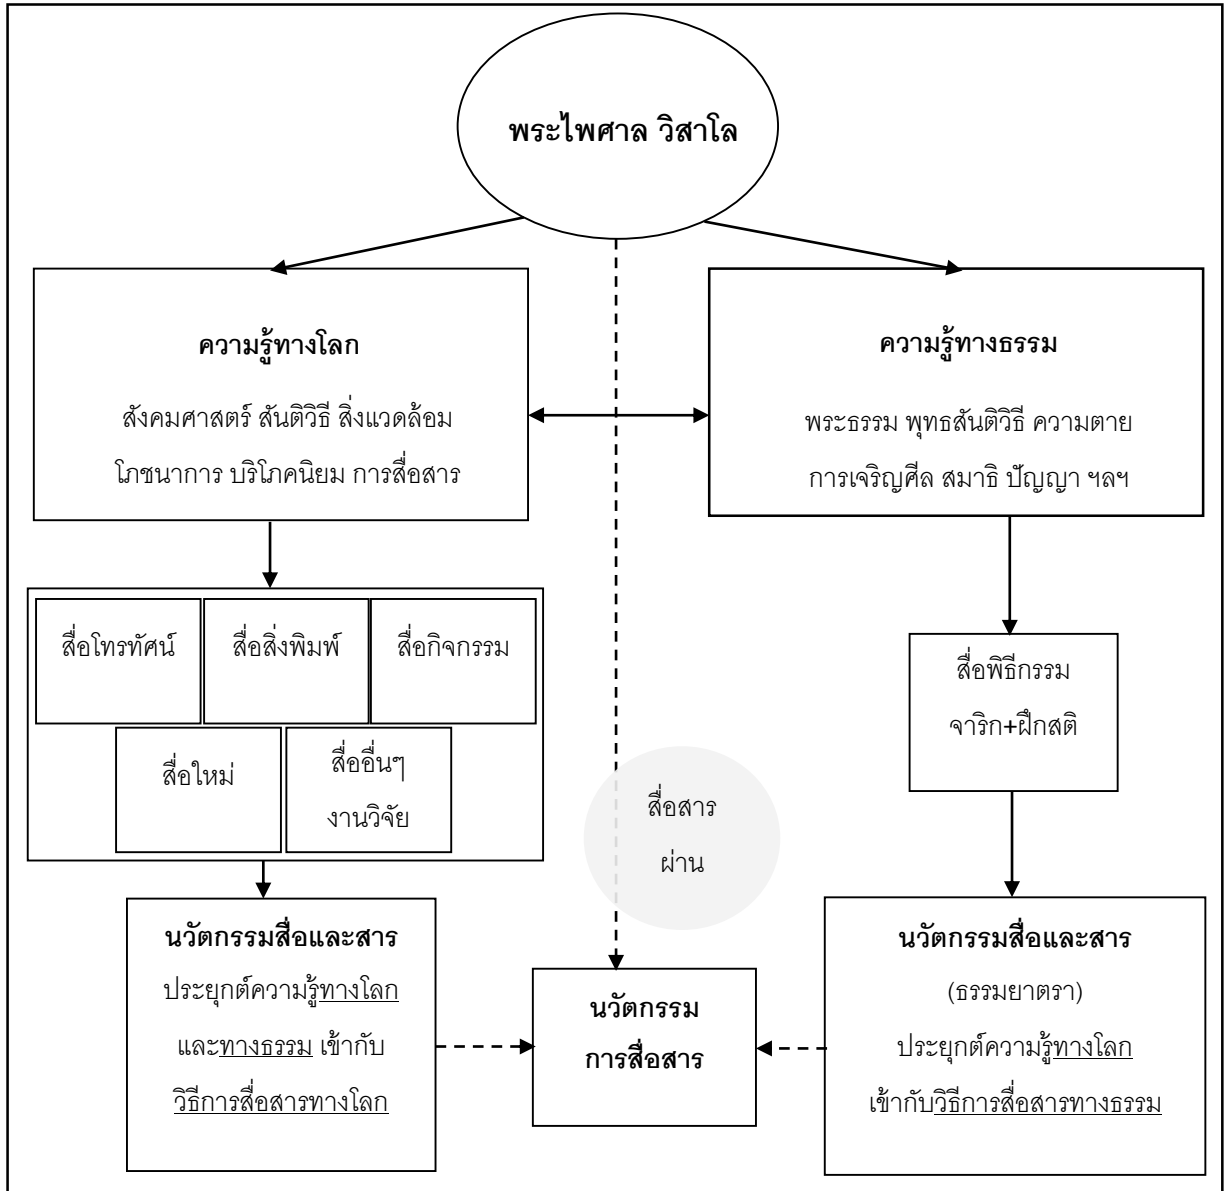 พระไพศาล วิสาโล
ความรู้ทางโลก
สังคมศาสตร์ สันติวิธี สิ่งแวดล้อม
โภชนาการ บริโภคนิยม การสื่อสาร
ความรู้ทางธรรม
พระธรรม พุทธสันติวิธี ความตาย
การเจริญศีล สมาธิ ปัญญา ฯลฯ
สื่อโทรทัศน์
สื่อสิ่งพิมพ์
สื่อกิจกรรม
สื่อใหม่
สื่ออื่นๆ
งานวิจัย
สื่อพิธีกรรม
จาริก+ฝึกสติ
สื่อสาร
ผ่าน
นวัตกรรมสื่อและสาร
ประยุกต์ความรู้ทางโลก
และทางธรรม เข้ากับ
วิธีการสื่อสารทางโลก
นวัตกรรม
การสื่อสาร
นวัตกรรมสื่อและสาร
(ธรรมยาตรา)
ประยุกต์ความรู้ทางโลก
เข้ากับวิธีการสื่อสารทางธรรม